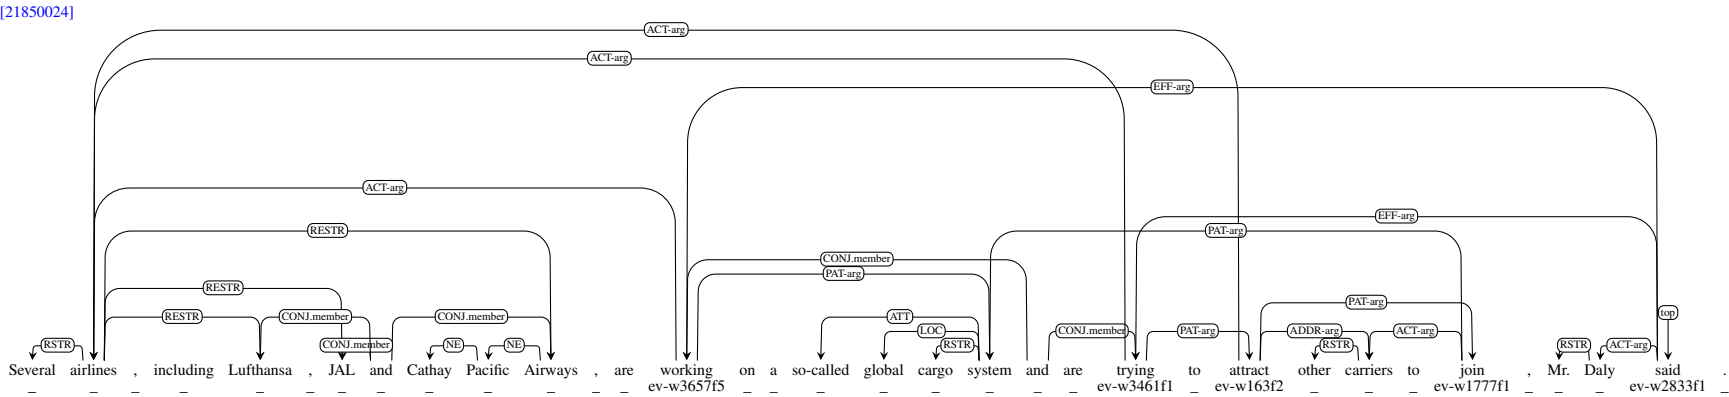 [21850024]
ACT-arg
ACT-arg
EFF-arg
ACT-arg
EFF-arg
RESTR PAT-arg
CONJ.member
PAT-arg
RESTR
PAT-arg
top
RESTR CONJ.member CONJ.member ATT
LOC CONJ.member PAT-arg ADDR-arg ACT-arg
RSTR CONJ.member NE NE RSTR RSTR RSTR ACT-arg
Several airlines , including Lufthansa , JAL and Cathay Pacific Airways , are working on a so-called global cargo system and are trying to attract other carriers to join , Mr. Daly said .
_ _ _ _ _ _ _ _ _ _ _ _ _ ev-w3657f5 _ _ _ _ _ _ _ _ ev-w3461f1 _ ev-w163f2 _ _ _ ev-w1777f1 _ _ _ ev-w2833f1 _